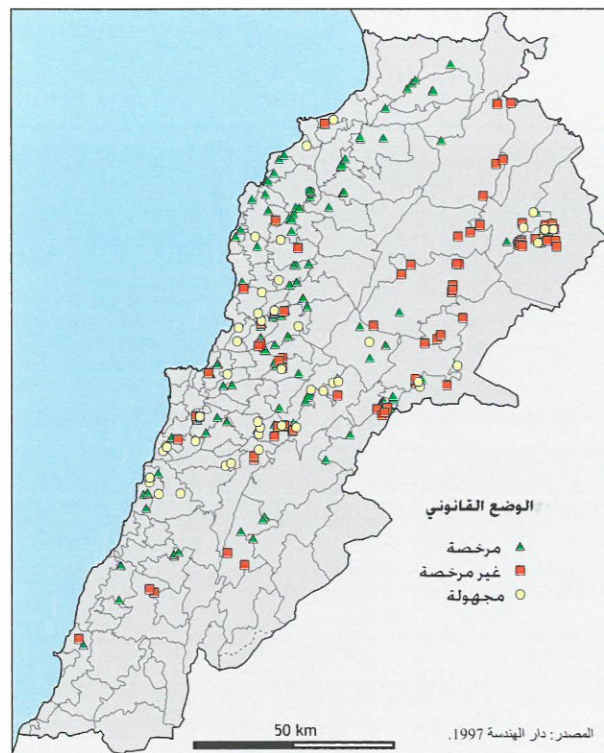 الوضع القانوني
مرخصة
غير مرخصة
مجهولة
50 km
المصدر: دار الهندسة 1997.